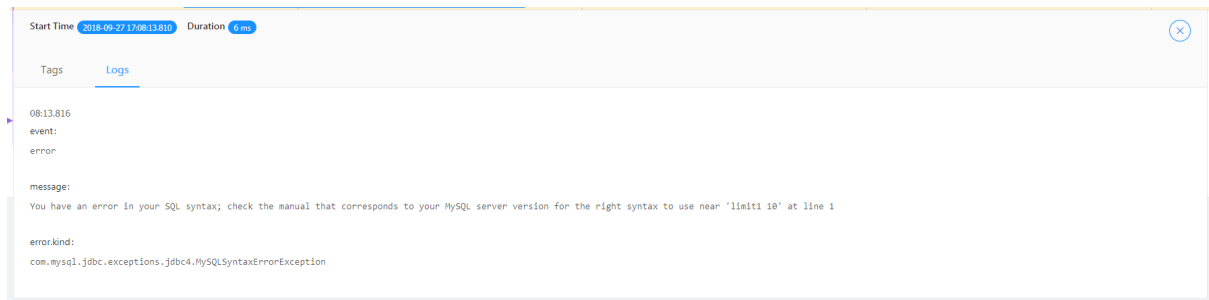 Start Time 2018-09-27 17:08:13.810 Duration 6 ms
Tags Logs
08:13.816
event:
error
message:
You have an error in your SQL syntax; check the manual that corresponds to your MySQL server version for the right syntax to use near 'limit1 10' at line 1
error.kind:
com.mysql.jdbc.exceptions.jdbc4.MySQLSyntaxErrorException